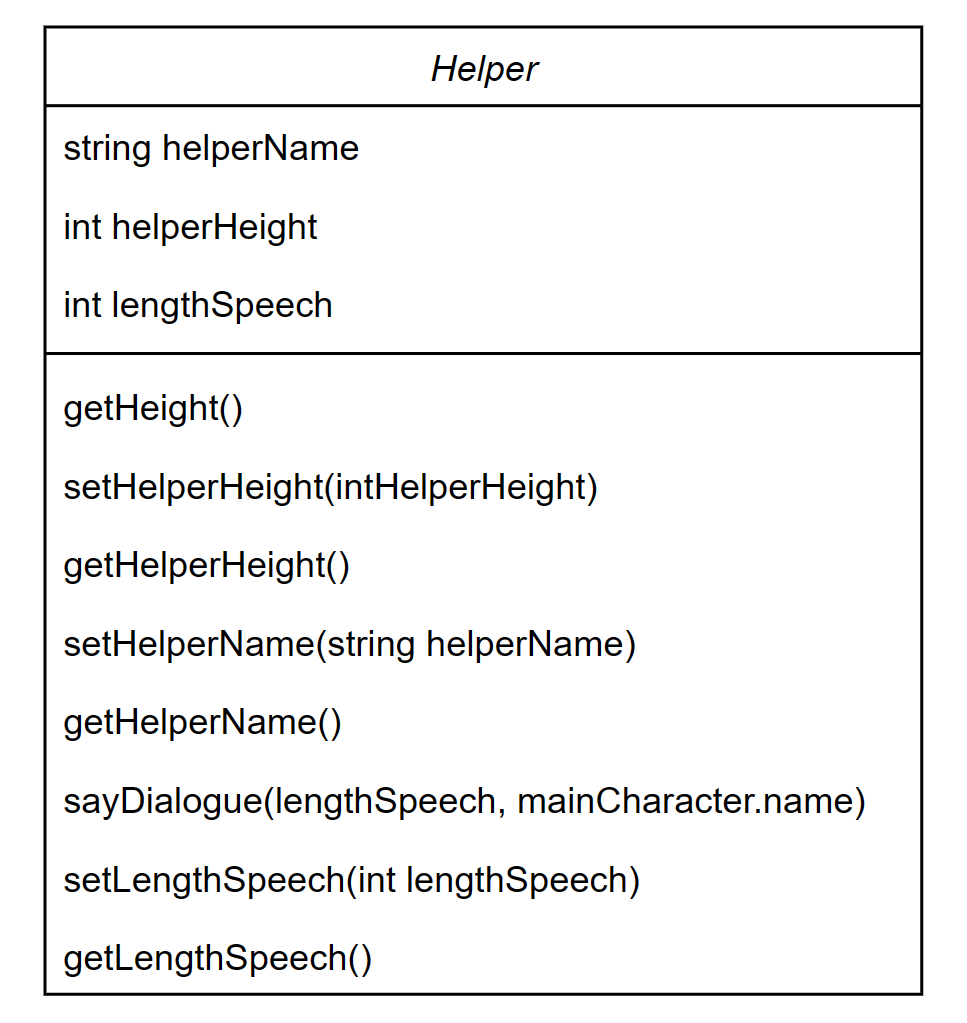 Helper
string helperName
int helperHeight
int lengthSpeech
getHeight()
setHelperHeight(intHelperHeight)
getHelperHeight()
setHelperName(string helperName)
getHelperName()
sayDialogue(lengthSpeech, mainCharacter.name)
setLengthSpeech(int lengthSpeech)
getLengthSpeech()